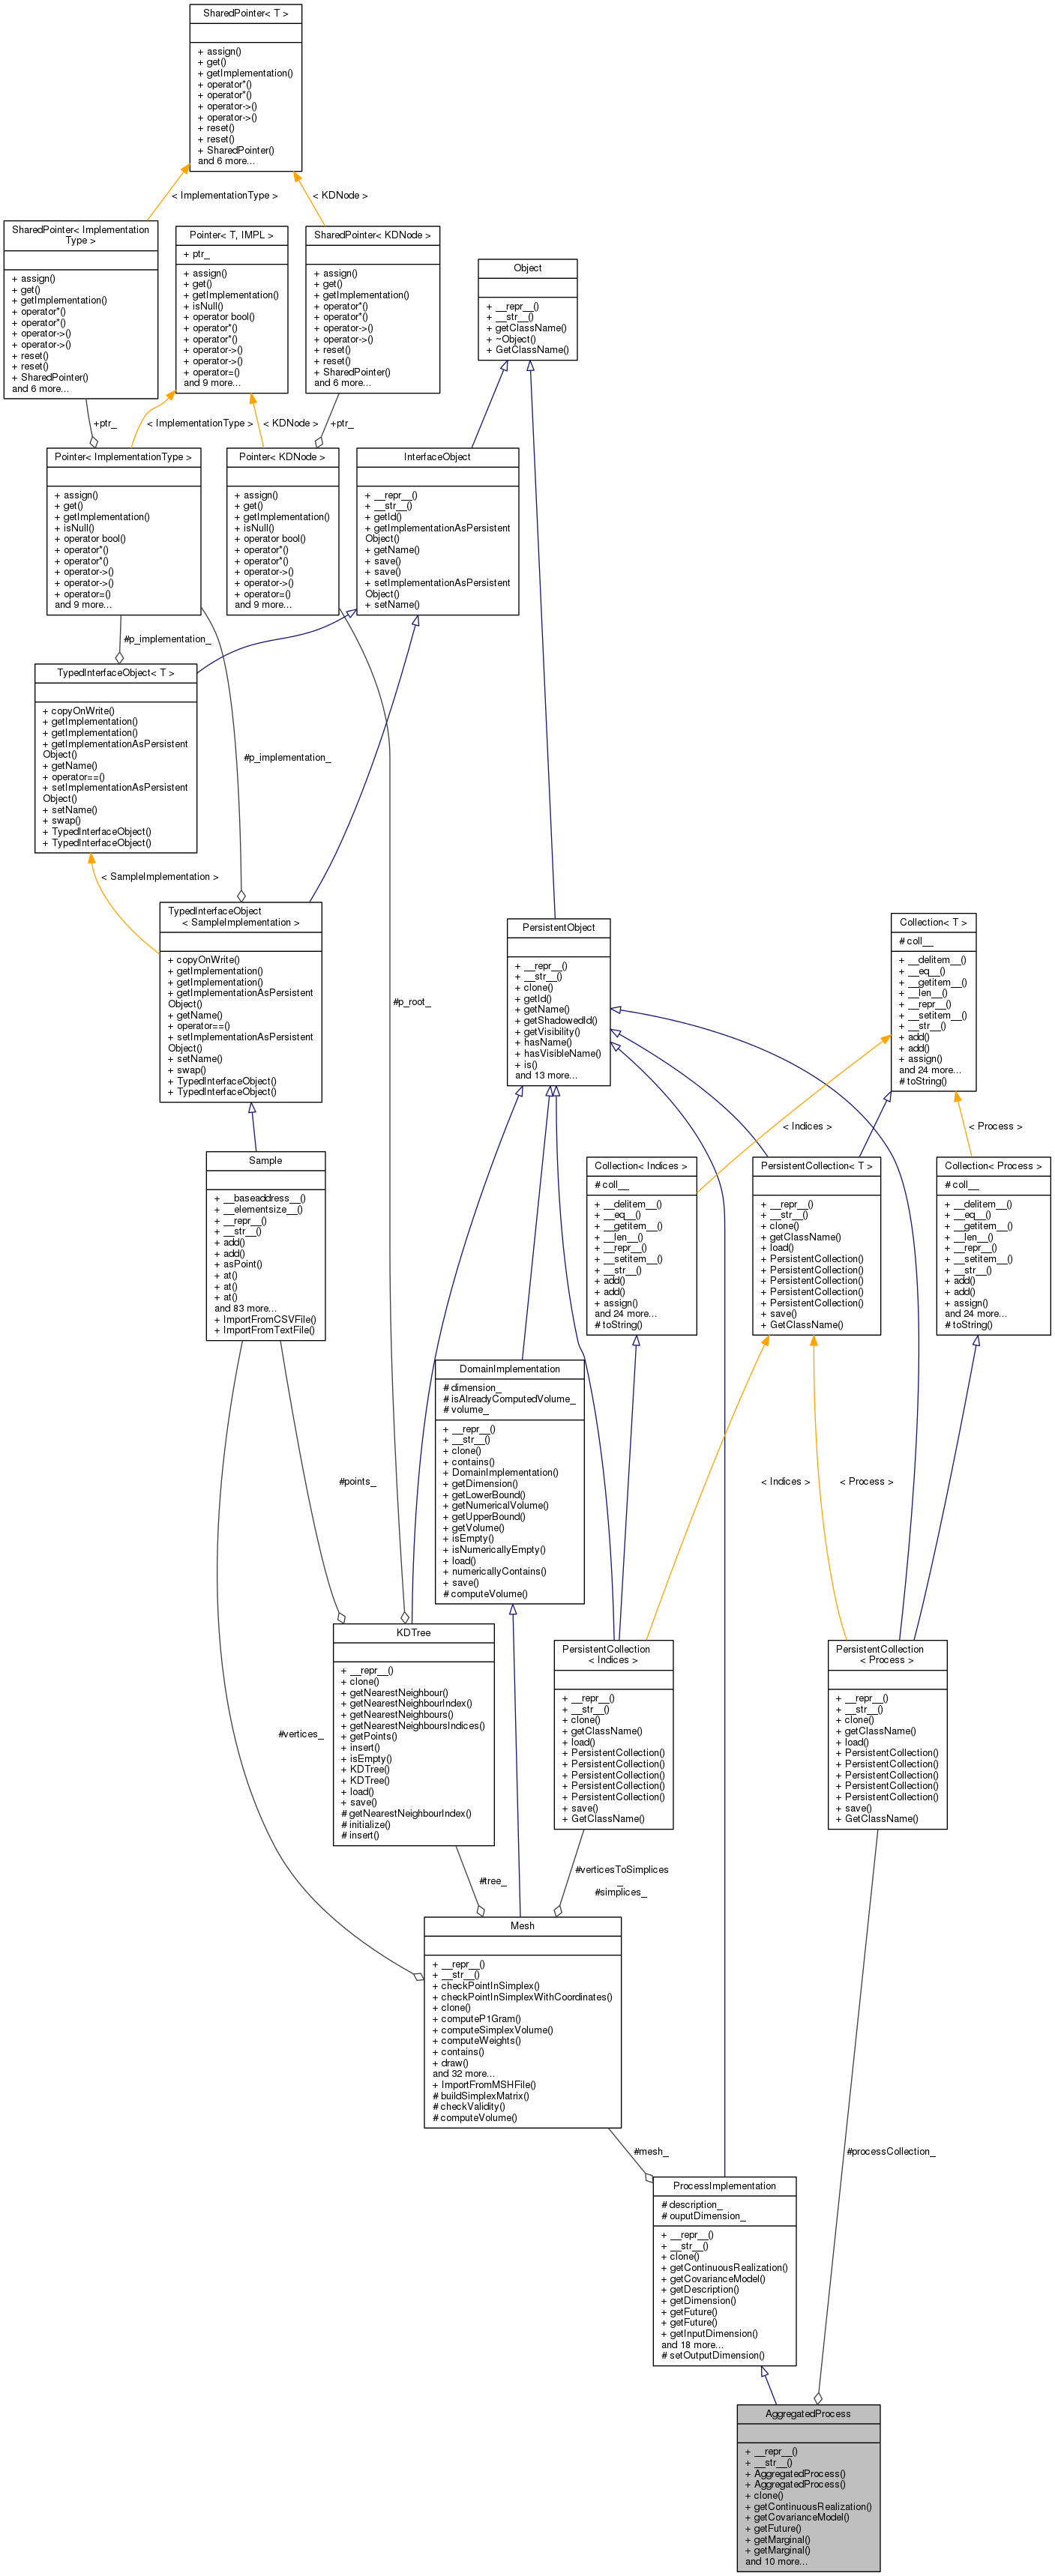 SharedPointer< T >
+ assign()
+ get()
+ getImplementation()
+ operator*()
+ operator*()
+ operator->()
+ operator->()
+ reset()
+ reset()
+ SharedPointer()
and 6 more...
< ImplementationType >
< KDNode >
SharedPointer< Implementation
Type >
+ assign()
+ get()
+ getImplementation()
+ operator*()
+ operator*()
+ operator->()
+ operator->()
+ reset()
+ reset()
+ SharedPointer()
and 6 more...
Pointer< T, IMPL >
+ ptr_
+ assign()
+ get()
+ getImplementation()
+ isNull()
+ operator bool()
+ operator*()
+ operator*()
+ operator->()
+ operator->()
+ operator=()
and 9 more...
SharedPointer< KDNode >
+ assign()
+ get()
+ getImplementation()
+ operator*()
+ operator*()
+ operator->()
+ operator->()
+ reset()
+ reset()
+ SharedPointer()
and 6 more...
Object
+ __repr__()
+ __str__()
+ getClassName()
+ ~Object()
+ GetClassName()
+ptr_
< ImplementationType >
< KDNode >
+ptr_
Pointer< ImplementationType >
+ assign()
+ get()
+ getImplementation()
+ isNull()
+ operator bool()
+ operator*()
+ operator*()
+ operator->()
+ operator->()
+ operator=()
and 9 more...
Pointer< KDNode >
+ assign()
+ get()
+ getImplementation()
+ isNull()
+ operator bool()
+ operator*()
+ operator*()
+ operator->()
+ operator->()
+ operator=()
and 9 more...
InterfaceObject
+ __repr__()
+ __str__()
+ getId()
+ getImplementationAsPersistent
Object()
+ getName()
+ save()
+ save()
+ setImplementationAsPersistent
Object()
+ setName()
#p_implementation_
TypedInterfaceObject< T >
+ copyOnWrite()
+ getImplementation()
+ getImplementation()
+ getImplementationAsPersistent
Object()
+ getName()
+ operator==()
+ setImplementationAsPersistent
Object()
+ setName()
+ swap()
+ TypedInterfaceObject()
+ TypedInterfaceObject()
#p_implementation_
< SampleImplementation >
TypedInterfaceObject
< SampleImplementation >
+ copyOnWrite()
+ getImplementation()
+ getImplementation()
+ getImplementationAsPersistent
Object()
+ getName()
+ operator==()
+ setImplementationAsPersistent
Object()
+ setName()
+ swap()
+ TypedInterfaceObject()
+ TypedInterfaceObject()
#p_root_
PersistentObject
+ __repr__()
+ __str__()
+ clone()
+ getId()
+ getName()
+ getShadowedId()
+ getVisibility()
+ hasName()
+ hasVisibleName()
+ is()
and 13 more...
Collection< T >
# coll__
+ __delitem__()
+ __eq__()
+ __getitem__()
+ __len__()
+ __repr__()
+ __setitem__()
+ __str__()
+ add()
+ add()
+ assign()
and 24 more...
# toString()
< Indices >
< Process >
Sample
+ __baseaddress__()
+ __elementsize__()
+ __repr__()
+ __str__()
+ add()
+ add()
+ asPoint()
+ at()
+ at()
+ at()
and 83 more...
+ ImportFromCSVFile()
+ ImportFromTextFile()
Collection< Indices >
# coll__
+ __delitem__()
+ __eq__()
+ __getitem__()
+ __len__()
+ __repr__()
+ __setitem__()
+ __str__()
+ add()
+ add()
+ assign()
and 24 more...
# toString()
PersistentCollection< T >
+ __repr__()
+ __str__()
+ clone()
+ getClassName()
+ load()
+ PersistentCollection()
+ PersistentCollection()
+ PersistentCollection()
+ PersistentCollection()
+ PersistentCollection()
+ save()
+ GetClassName()
Collection< Process >
# coll__
+ __delitem__()
+ __eq__()
+ __getitem__()
+ __len__()
+ __repr__()
+ __setitem__()
+ __str__()
+ add()
+ add()
+ assign()
and 24 more...
# toString()
DomainImplementation
# dimension_
# isAlreadyComputedVolume_
# volume_
+ __repr__()
+ __str__()
+ clone()
+ contains()
+ DomainImplementation()
+ getDimension()
+ getLowerBound()
+ getNumericalVolume()
+ getUpperBound()
+ getVolume()
+ isEmpty()
+ isNumericallyEmpty()
+ load()
+ numericallyContains()
+ save()
# computeVolume()
#points_
< Indices >
< Process >
KDTree
+ __repr__()
+ clone()
+ getNearestNeighbour()
+ getNearestNeighbourIndex()
+ getNearestNeighbours()
+ getNearestNeighboursIndices()
+ getPoints()
+ insert()
+ isEmpty()
+ KDTree()
+ KDTree()
+ load()
+ save()
# getNearestNeighbourIndex()
# initialize()
# insert()
PersistentCollection
< Indices >
+ __repr__()
+ __str__()
+ clone()
+ getClassName()
+ load()
+ PersistentCollection()
+ PersistentCollection()
+ PersistentCollection()
+ PersistentCollection()
+ PersistentCollection()
+ save()
+ GetClassName()
PersistentCollection
< Process >
+ __repr__()
+ __str__()
+ clone()
+ getClassName()
+ load()
+ PersistentCollection()
+ PersistentCollection()
+ PersistentCollection()
+ PersistentCollection()
+ PersistentCollection()
+ save()
+ GetClassName()
#vertices_
#tree_
#verticesToSimplices
_
#simplices_
Mesh
+ __repr__()
+ __str__()
+ checkPointInSimplex()
+ checkPointInSimplexWithCoordinates()
+ clone()
+ computeP1Gram()
+ computeSimplexVolume()
+ computeWeights()
+ contains()
+ draw()
and 32 more...
+ ImportFromMSHFile()
# buildSimplexMatrix()
# checkValidity()
# computeVolume()
#mesh_
#processCollection_
ProcessImplementation
# description_
# ouputDimension_
+ __repr__()
+ __str__()
+ clone()
+ getContinuousRealization()
+ getCovarianceModel()
+ getDescription()
+ getDimension()
+ getFuture()
+ getFuture()
+ getInputDimension()
and 18 more...
# setOutputDimension()
AggregatedProcess
+ __repr__()
+ __str__()
+ AggregatedProcess()
+ AggregatedProcess()
+ clone()
+ getContinuousRealization()
+ getCovarianceModel()
+ getFuture()
+ getMarginal()
+ getMarginal()
and 10 more...